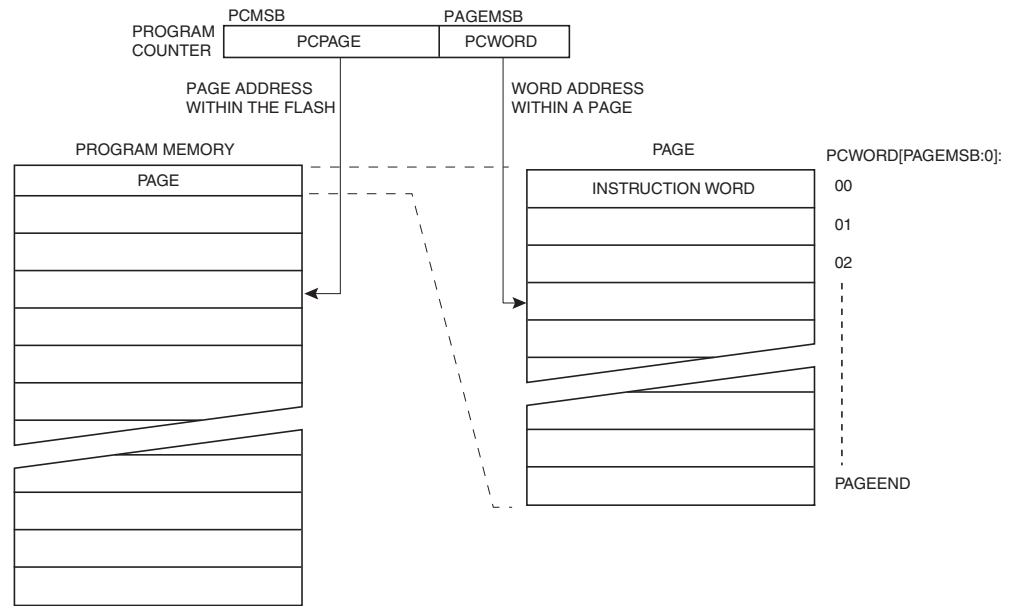 PCMSB
PAGEMSB
PROGRAM
COUNTER
PCPAGE
PCWORD
PAGE ADDRESS
WITHIN THE FLASH
WORD ADDRESS
WITHIN A PAGE
PROGRAM MEMORY
PAGE
PAGE
PCWORD[PAGEMSB:0]:
INSTRUCTION WORD
00
01
02
PAGEEND